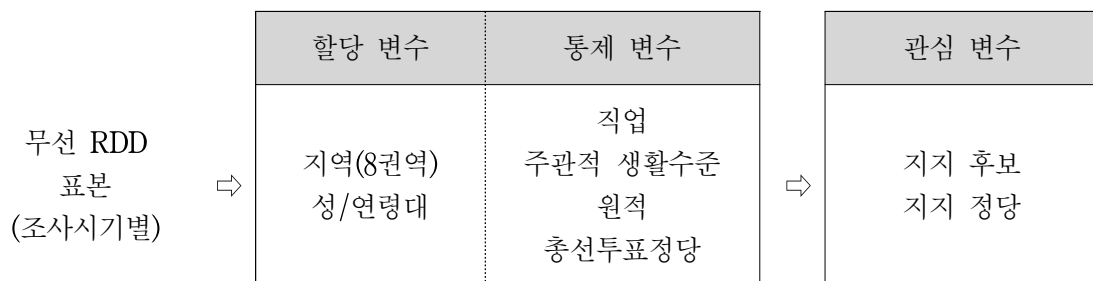 무선 RDD
표본
(조사시기별)
⇨
할당 변수
지역(8권역)
성/연령대
통제 변수
직업
주관적 생활수준
원적
총선투표정당
⇨
관심 변수
지지 후보
지지 정당